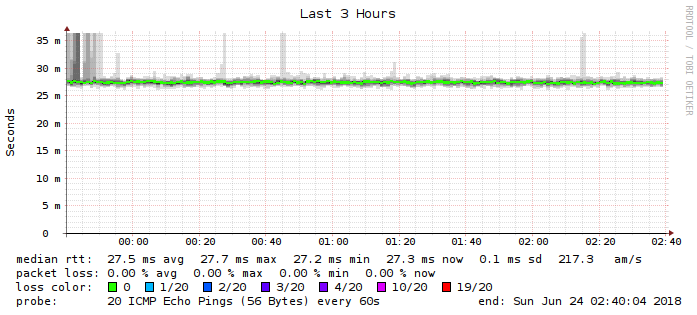 Last 3 Hours
RRDTOOL / TOBI OETIKER
Seconds
35 m
30 m
25 m
20 m
15 m
10 m
5 m
0
00:00 00:20 00:40 01:00 01:20 01:40 02:00 02:20 02:40
median rtt: 27.5 ms avg 27.7 ms max 27.2 ms min 27.3 ms now 0.1 ms sd 217.3 am/s
packet loss: 0.00 % avg 0.00 % max 0.00 % min 0.00 % now
loss color: 0 1/20 2/20 3/20 4/20 10/20 19/20
probe: 20 ICMP Echo Pings (56 Bytes) every 60s end: Sun Jun 24 02:40:04 2018